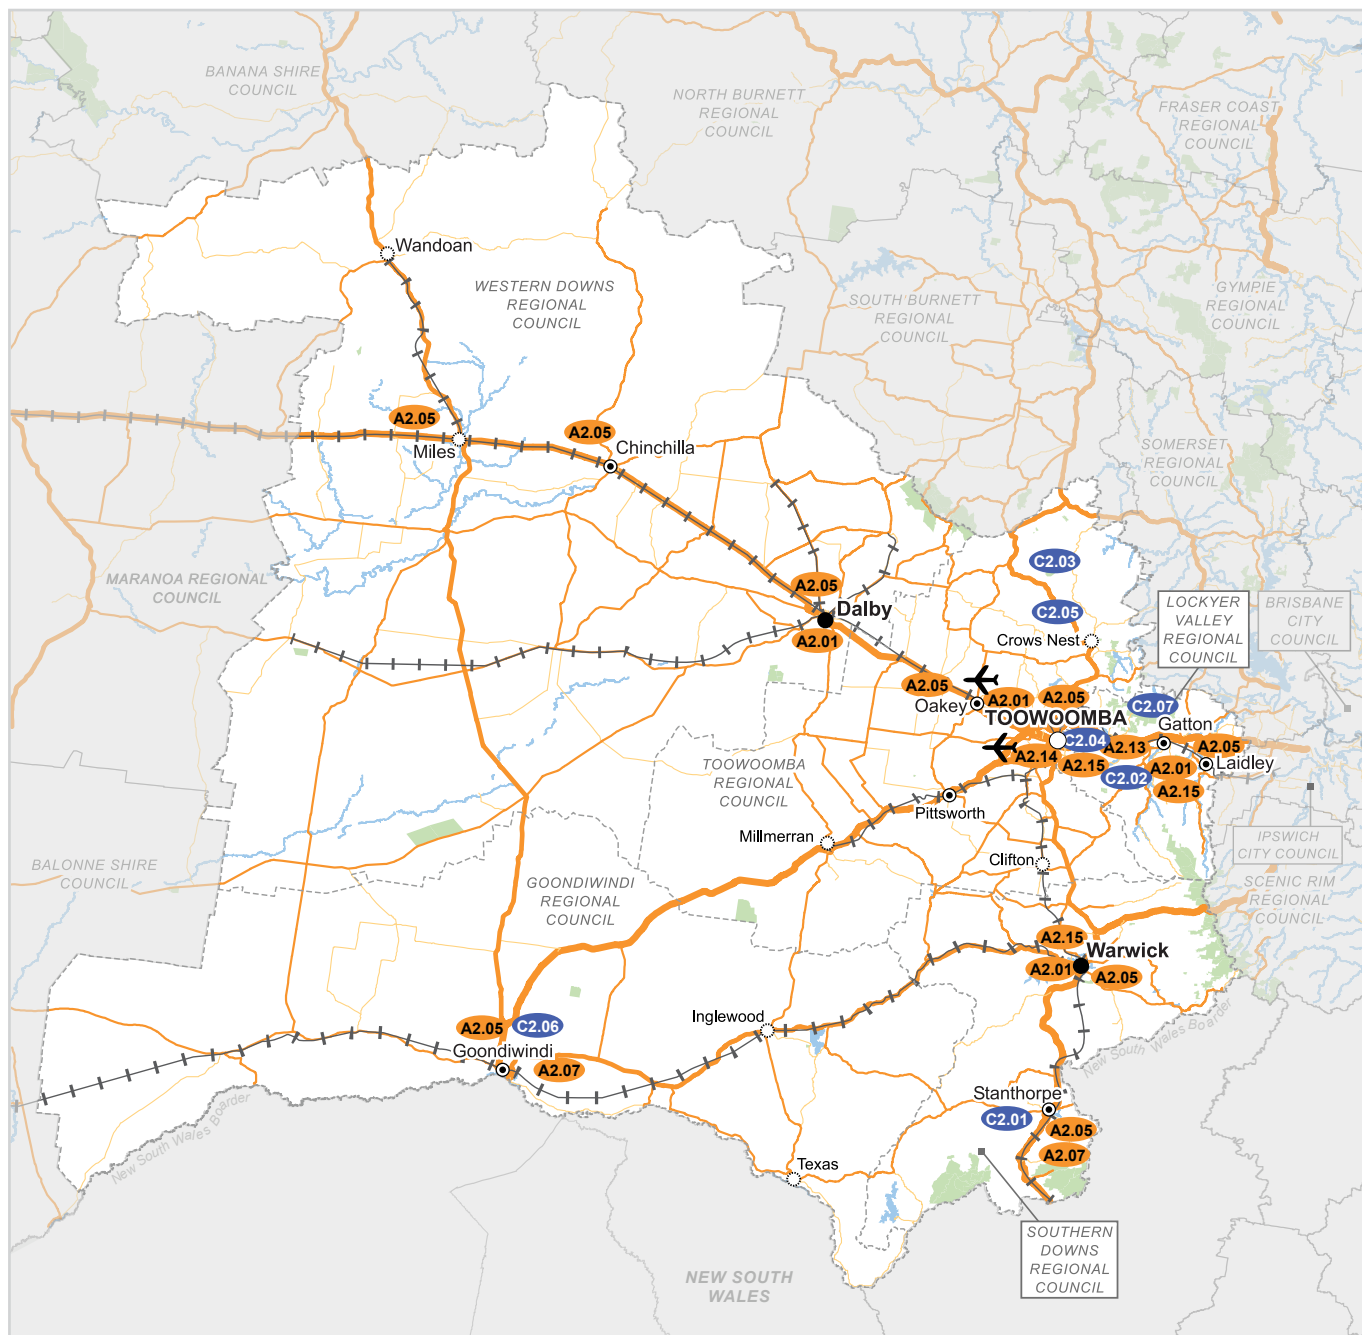 BANANA SHIRE
COUNCIL
NORTH BURNETT
REGIONAL
COUNCIL
FRASER COAST
REGIONAL
COUNCIL
Wandoan
WESTERN DOWNS
REGIONAL
COUNCIL
SOUTH BURNETT
REGIONAL
COUNCIL
GYMPIE
REGIONAL
COUNCIL
A2.05
Miles
A2.05
Chinchilla
SOMERSET
REGIONAL
COUNCIL
MARANOA REGIONAL
COUNCIL
C2.03
A2.05
Dalby
A2.01
C2.05
Crows Nest
LOCKYER
VALLEY
REGIONAL
COUNCIL
BRISBANE
CITY
COUNCIL
A2.05
Oakey
A2.01
A2.05
C2.07
TOOWOOMBA
Gatton
C2.04
A2.13
A2.05
A2.14
A2.15
C2.02
A2.01
Laidley
A2.15
TOOWOOMBA
REGIONAL
COUNCIL
Pittsworth
Millmerran
Clifton
IPSWICH
CITY COUNCIL
BALONNE SHIRE
COUNCIL
GOONDIWINDI
REGIONAL
COUNCIL
SCENIC RIM
REGIONAL
COUNCIL
A2.15
Warwick
A2.01
A2.05
A2.05
C2.06
Goondiwindi
A2.07
Inglewood
New South Wales Boarder
New South Wales Boarder
Stanthorpe
C2.01
A2.05
A2.07
Texas
SOUTHERN
DOWNS
REGIONAL
COUNCIL
NEW SOUTH
WALES